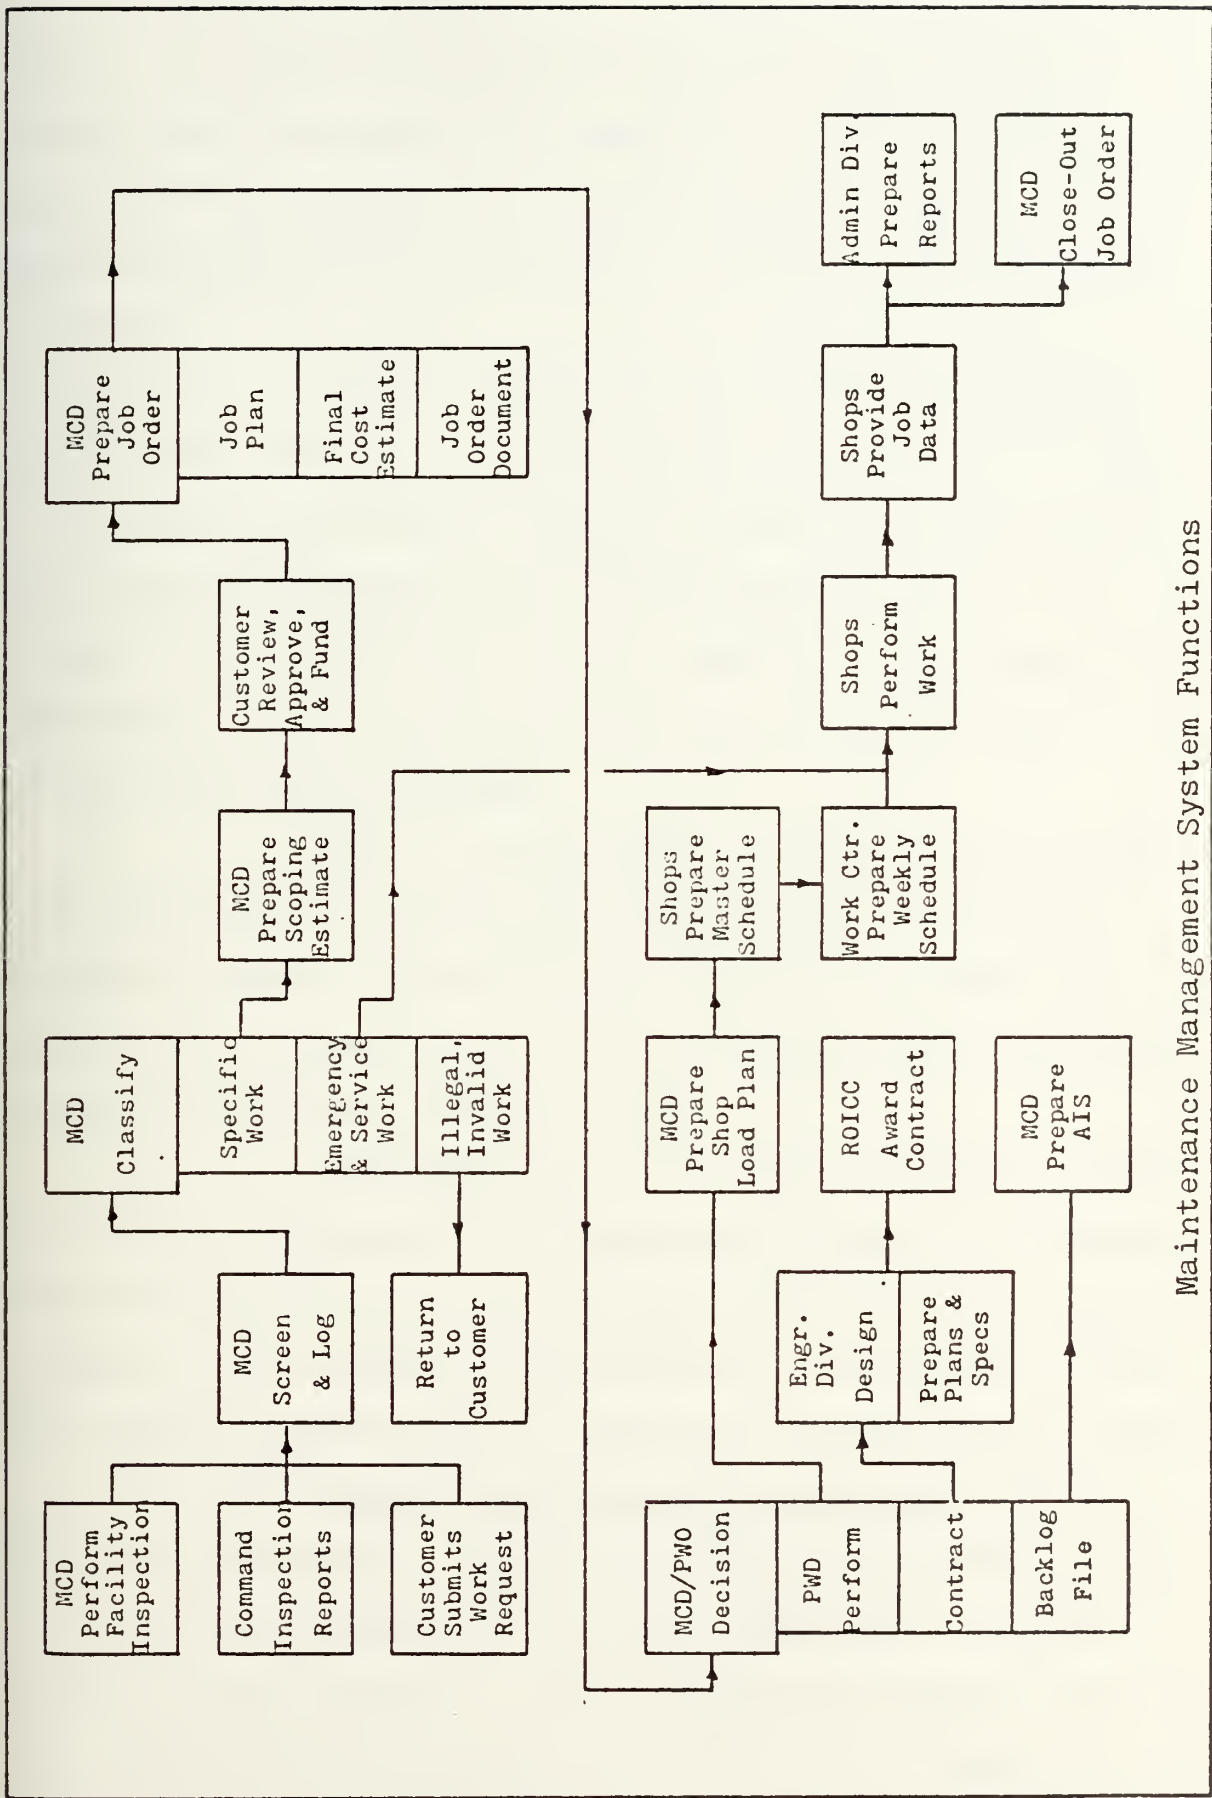 MCD
Perform
Facility
Inspection
Command
Inspection
Reports
Customer
Submits
Work
Request
MCD
Screen
& Log
Return
to
Customer
MCD
Classify
Specific
Work
Emergency
& Service
Work
Illegal,
Invalid
Work
MCD
Prepare
Scoping
Estimate
Customer
Review,
Approve,
& Fund
MCD
Prepare
Job
Order
Job
Plan
Final
Cost
Estimate
Job
Order
Document
MCD/PWO
Decision
PWD
Perform
Contract
Backlog
File
Engr.
Div.
Design
Prepare
Plans &
Specs
MCD
Prepare
Shop
Load Plan
ROICC
Award
Contract
MCD
Prepare
AIS
Shops
Prepare
Master
Schedule
Work Ctr.
Prepare
Weekly
Schedule
Shops
Perform
Work
Shops
Provide
Job
Data
Admin Div.
Prepare
Reports
MCD
Close-Out
Job Order
Maintenance Management System Functions